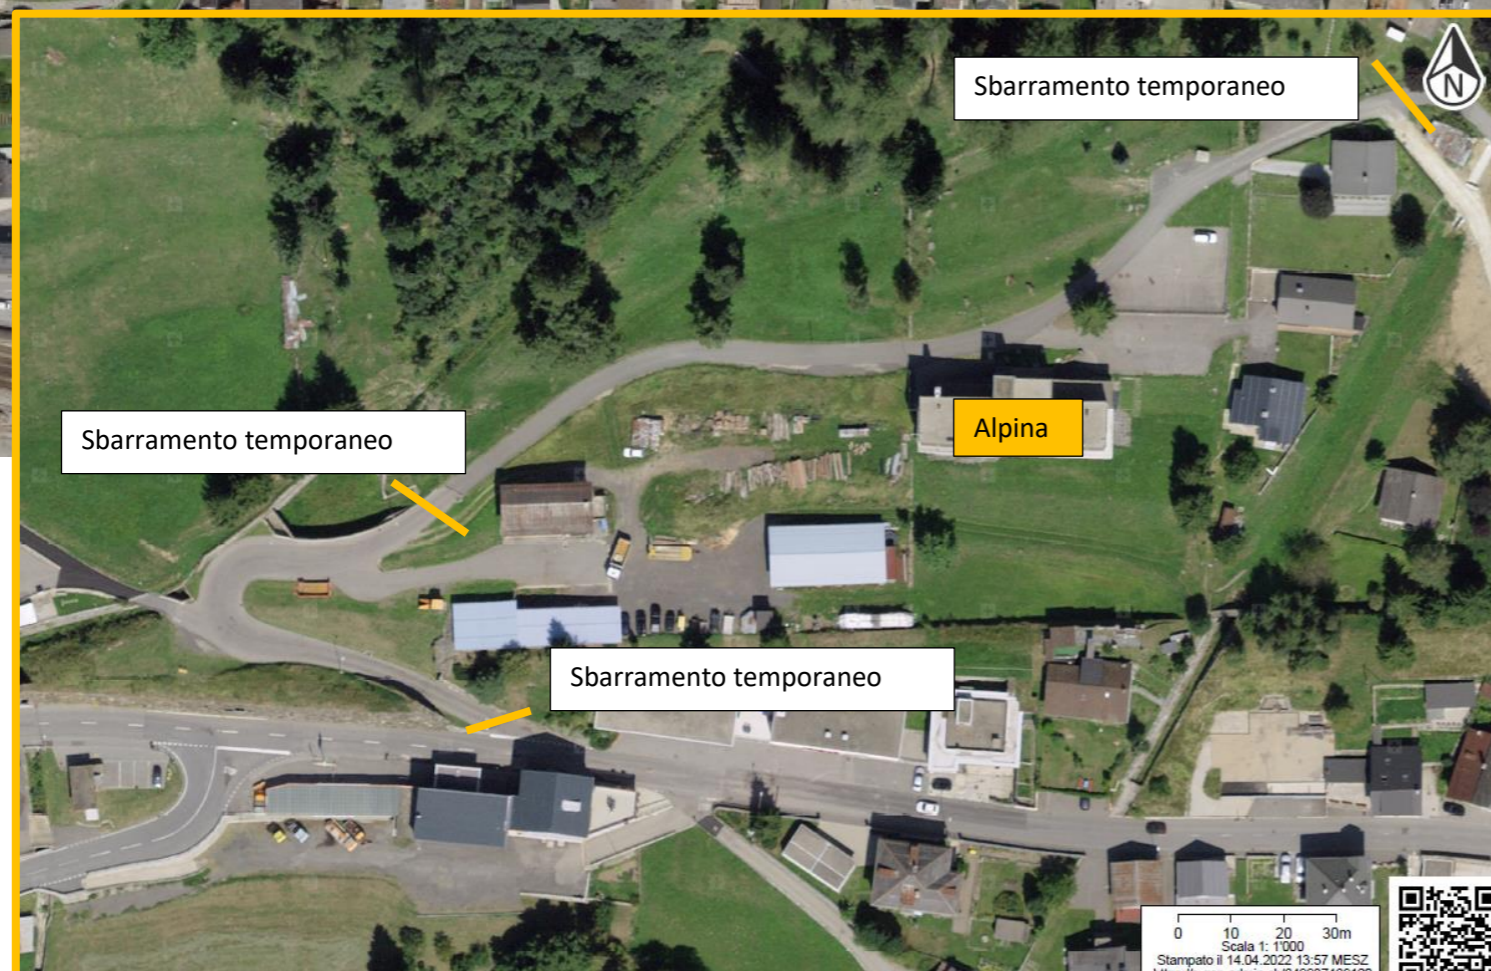 Sbarramento temporaneo
N
Alpina
Sbarramento temporaneo
Sbarramento temporaneo
0 10 20 30m
Scala 1: 1'000
Stampato il 14.04.2022 13:57 MESZ